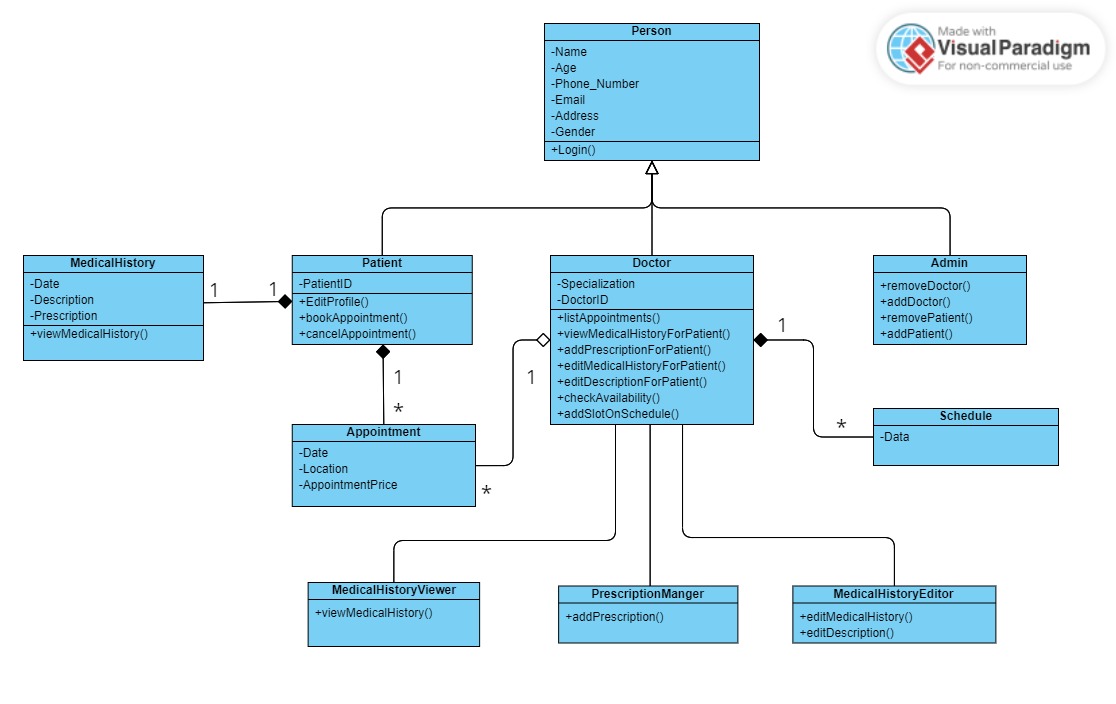 Made with
Visual Paradigm
For non-commercial use
Person
-Name
-Age
-Phone_Number
-Email
-Address
-Gender
+Login()
MedicalHistory
-Date
-Description
-Prescription
+viewMedicalHistory()
1
1
Patient
-PatientID
+EditProfile()
+bookAppointment()
+cancelAppointment()
Doctor
-Specialization
-DoctorID
+listAppointments()
+viewMedicalHistoryForPatient()
+addPrescriptionForPatient()
+editMedicalHistoryForPatient()
+editDescriptionForPatient()
+checkAvailability()
+addSlotOnSchedule()
Admin
+removeDoctor()
+addDoctor()
+removePatient()
+addPatient()
1
*
1
*
1
*
Appointment
-Date
-Location
-AppointmentPrice
Schedule
-Data
MedicalHistoryViewer
+viewMedicalHistory()
PrescriptionManger
+addPrescription()
MedicalHistoryEditor
+editMedicalHistory()
+editDescription()